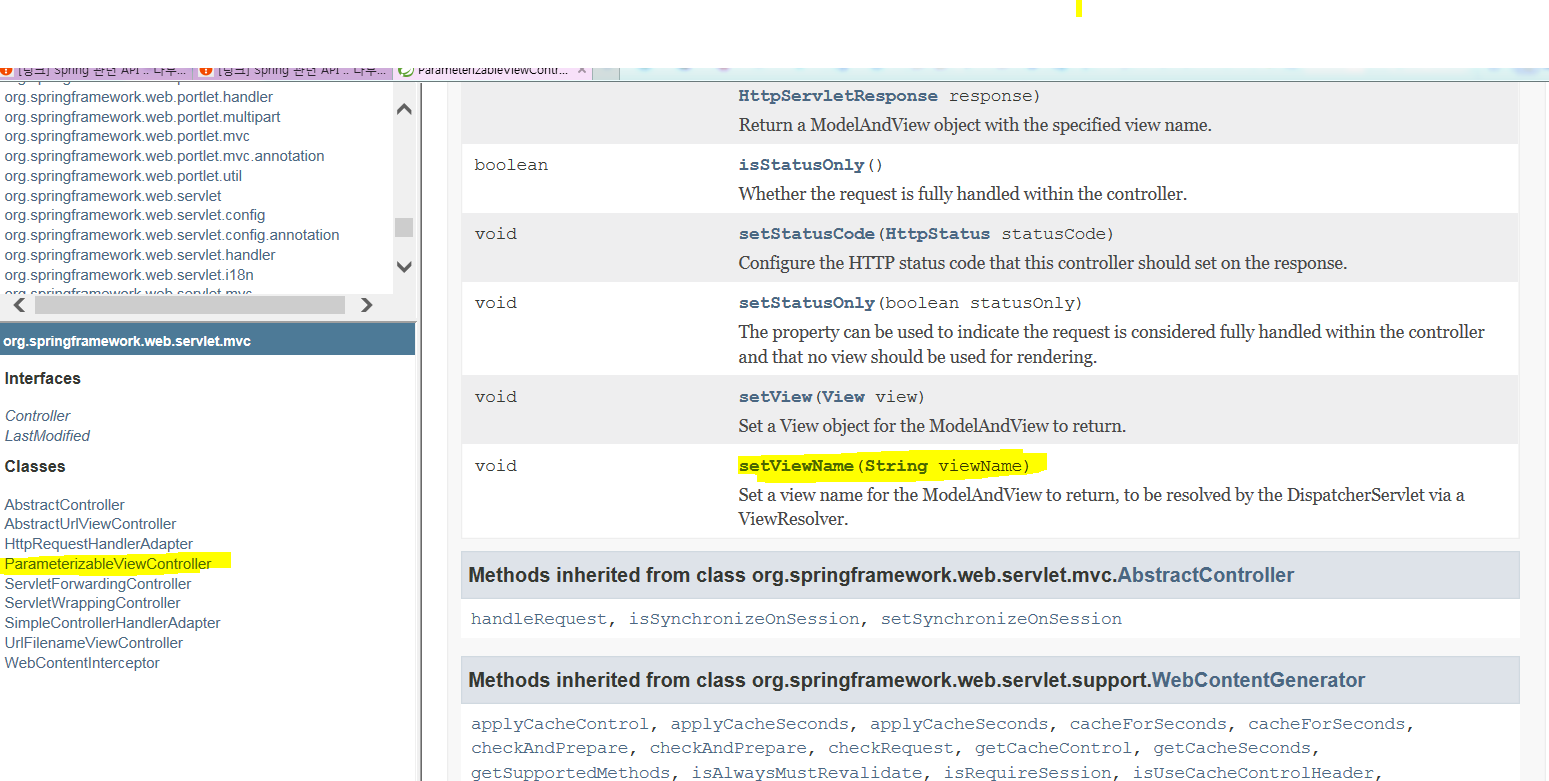 [링크] Spring 관련 API .. 나우... [링크] Spring 관련 API .. 나우... ParameterizableViewContr...
org.springframework.web.portlet.handler
org.springframework.web.portlet.multipart
org.springframework.web.portlet.mvc
org.springframework.web.portlet.mvc.annotation
org.springframework.web.portlet.util
org.springframework.web.servlet
org.springframework.web.servlet.config
org.springframework.web.servlet.config.annotation
org.springframework.web.servlet.handler
org.springframework.web.servlet.i18n
org.springframework.web.servlet.mvc
org.springframework.web.servlet.mvc
Interfaces
Controller
LastModified
Classes
AbstractController
AbstractUrlViewController
HttpRequestHandlerAdapter
ParameterizableViewController
ServletForwardingController
ServletWrappingController
SimpleControllerHandlerAdapter
UrlFilenameViewController
WebContentInterceptor
HttpServletResponse response)
Return a ModelAndView object with the specified view name.
boolean isStatusOnly()
Whether the request is fully handled within the controller.
void setStatusCode(HttpStatus statusCode)
Configure the HTTP status code that this controller should set on the response.
void setStatusOnly(boolean statusOnly)
The property can be used to indicate the request is considered fully handled within the controller
and that no view should be used for rendering.
void setView(View view)
Set a View object for the ModelAndView to return.
void setViewName(String viewName)
Set a view name for the ModelAndView to return, to be resolved by the DispatcherServlet via a
ViewResolver.
Methods inherited from class org.springframework.web.servlet.mvc.AbstractController
handleRequest, isSynchronizeOnSession, setSynchronizeOnSession
Methods inherited from class org.springframework.web.servlet.support.WebContentGenerator
applyCacheControl, applyCacheSeconds, applyCacheSeconds, cacheForSeconds, cacheForSeconds,
checkAndPrepare, checkAndPrepare, checkRequest, getCacheControl, getCacheSeconds,
getSupportedMethods, isAlwaysMustRevalidate, isRequireSession, isUseCacheControlHeader,